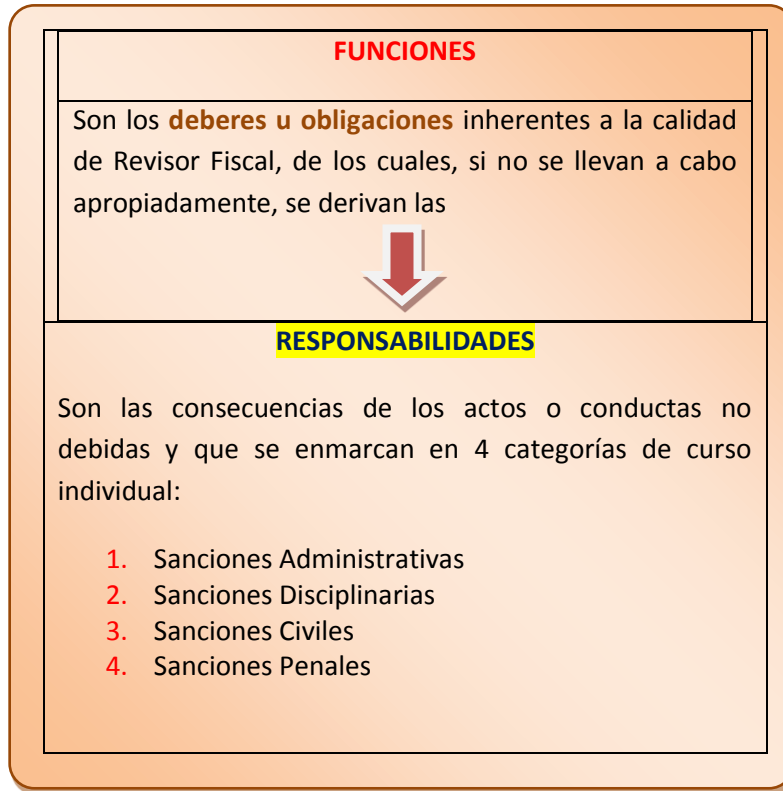 FUNCIONES
Son los deberes u obligaciones inherentes a la calidad
de Revisor Fiscal, de los cuales, si no se llevan a cabo
apropiadamente, se derivan las
RESPONSABILIDADES
Son las consecuencias de los actos o conductas no
debidas y que se enmarcan en 4 categorías de curso
individual:
1. Sanciones Administrativas
2. Sanciones Disciplinarias
3. Sanciones Civiles
4. Sanciones Penales